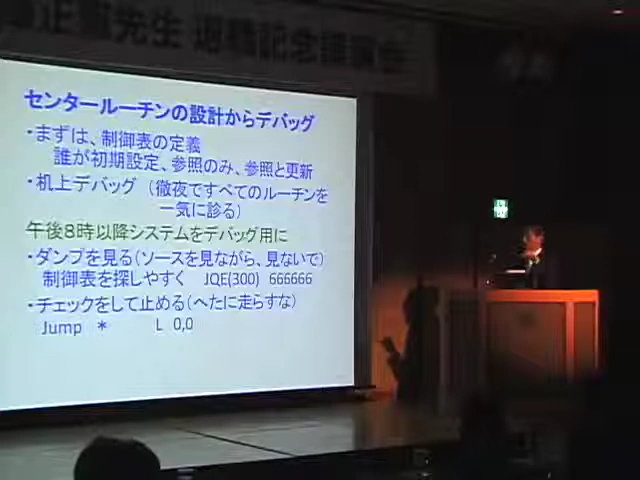 正憲先生 退職記念講演会
センタールーチンの設計からデバッグ
・まずは、制御表の定義
誰が初期設定、参照のみ、参照と更新
・机上デバッグ （徹夜ですべてのルーチンを
一気に診る）
午後8時以降システムをデバッグ用に
・ダンプを見る（ソースを見ながら、見ないで）
制御表を探しやすく JQE(300) 666666
・チェックをして止める（へたに走らすな）
Jump * L 0,0